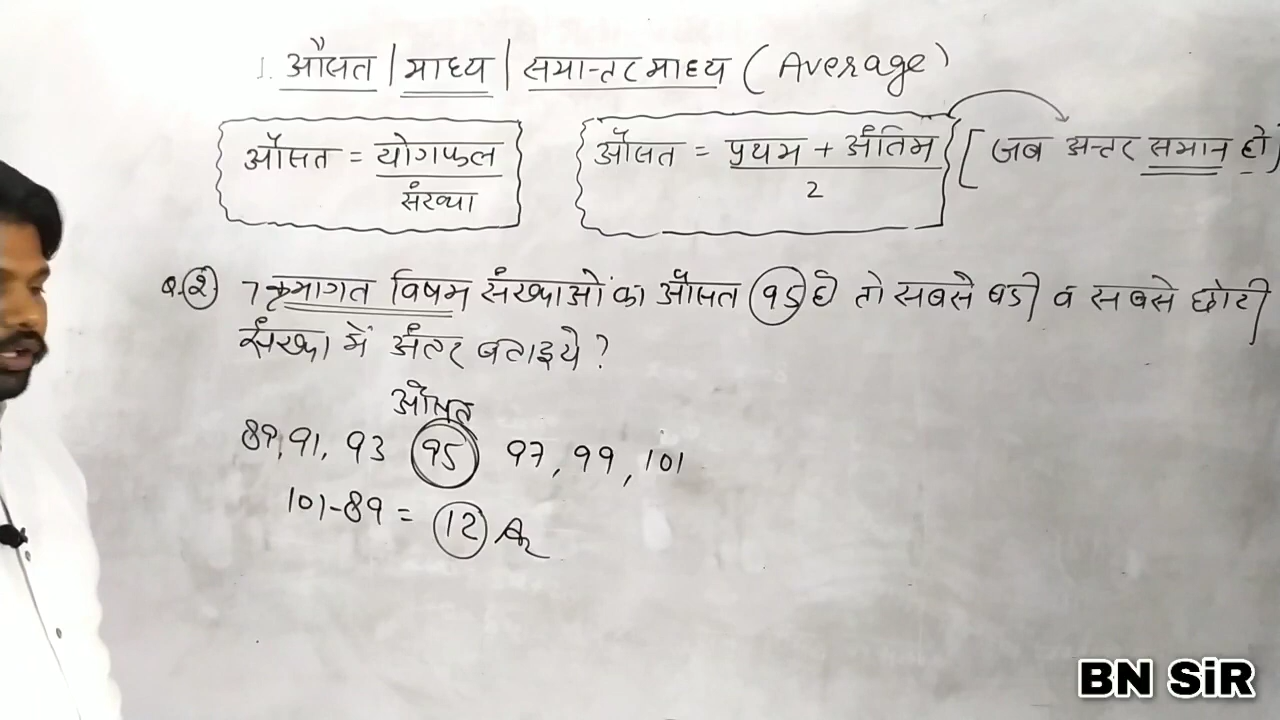 1. औसत | माध्य | समान्तर माध्य ( Average )
औसत = योगफल / संख्या
औसत = प्रथम + अंतिम / 2 [ जब अन्तर समान हो ]
Q.(2) 7 क्रमागत विषम संख्याओं का औसत 95 है तो सबसे बडी व सबसे छोटी
संख्या में अंतर बताइये ?
औसत
89, 91, 93 95 97, 99, 101
101-89 = 12 Ans
BN SiR